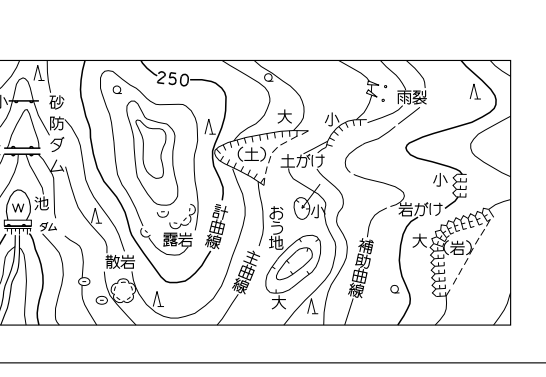 250
小
砂防ダム
池
W
ダム
大
(土)
土がけ
小
雨裂
小
岩がけ
大
(岩)
おう地
小
大
計曲線
主曲線
補助曲線
露岩
散岩